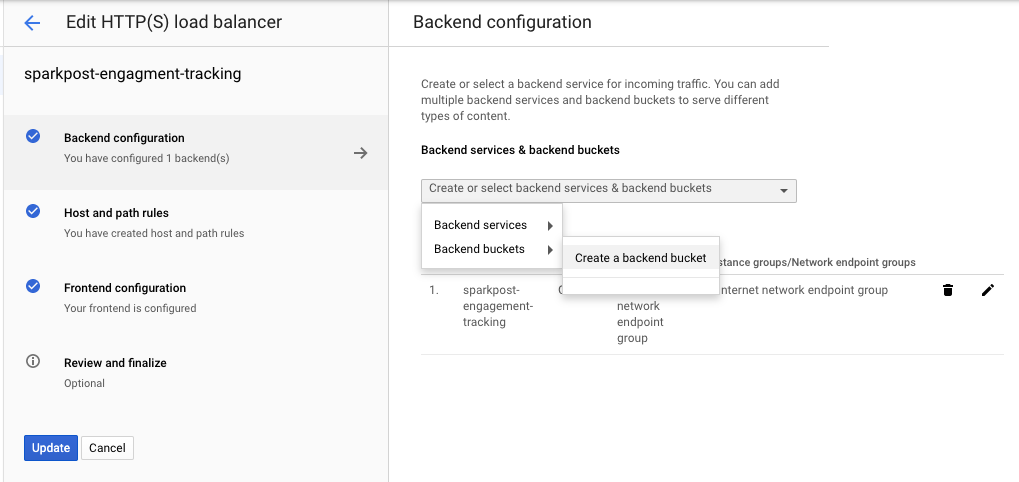 Edit HTTP(S) load balancer
sparkpost-engagment-tracking
Backend configuration
You have configured 1 backend(s)
Host and path rules
You have created host and path rules
Frontend configuration
Your frontend is configured
Review and finalize
Optional
Update Cancel
Backend configuration
Create or select a backend service for incoming traffic. You can add
multiple backend services and backend buckets to serve different
types of content.
Backend services & backend buckets
Create or select backend services & backend buckets
Backend services
Backend buckets
Create a backend bucket
groups/Network endpoint groups
1. sparkpost-
engagement-
tracking
network
endpoint
group
network endpoint group